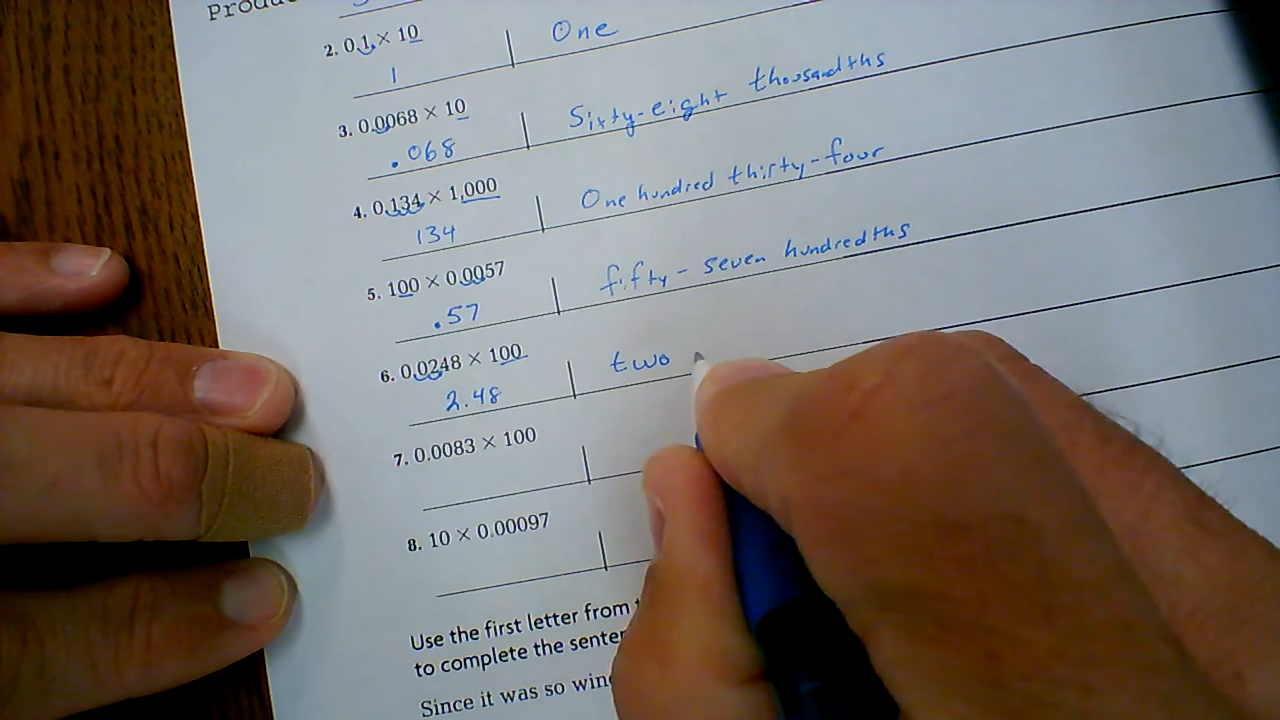 2. 0.1 × 10
One
1
3. 0.0068 × 10
Sixty-eight thousandths
.068
4. 0.134 × 1,000
One hundred thirty-four
134
5. 100 × 0.0057
fifty-seven hundredths
.57
6. 0.0248 × 100
two
2.48
7. 0.0083 × 100
8. 10 × 0.00097
Use the first letter from
to complete the
Since it was so